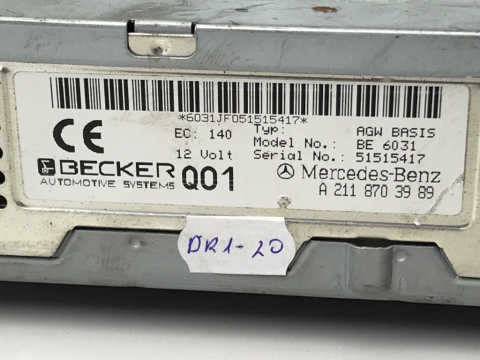 *6031JF051515417*
CE EC: 140 Typ: AGW BASIS
Model No.: BE 6031
12 Volt Serial No.: 51515417
BECKER Q01 Mercedes-Benz
AUTOMOTIVE SYSTEMS A 211 870 39 89
DR1-20